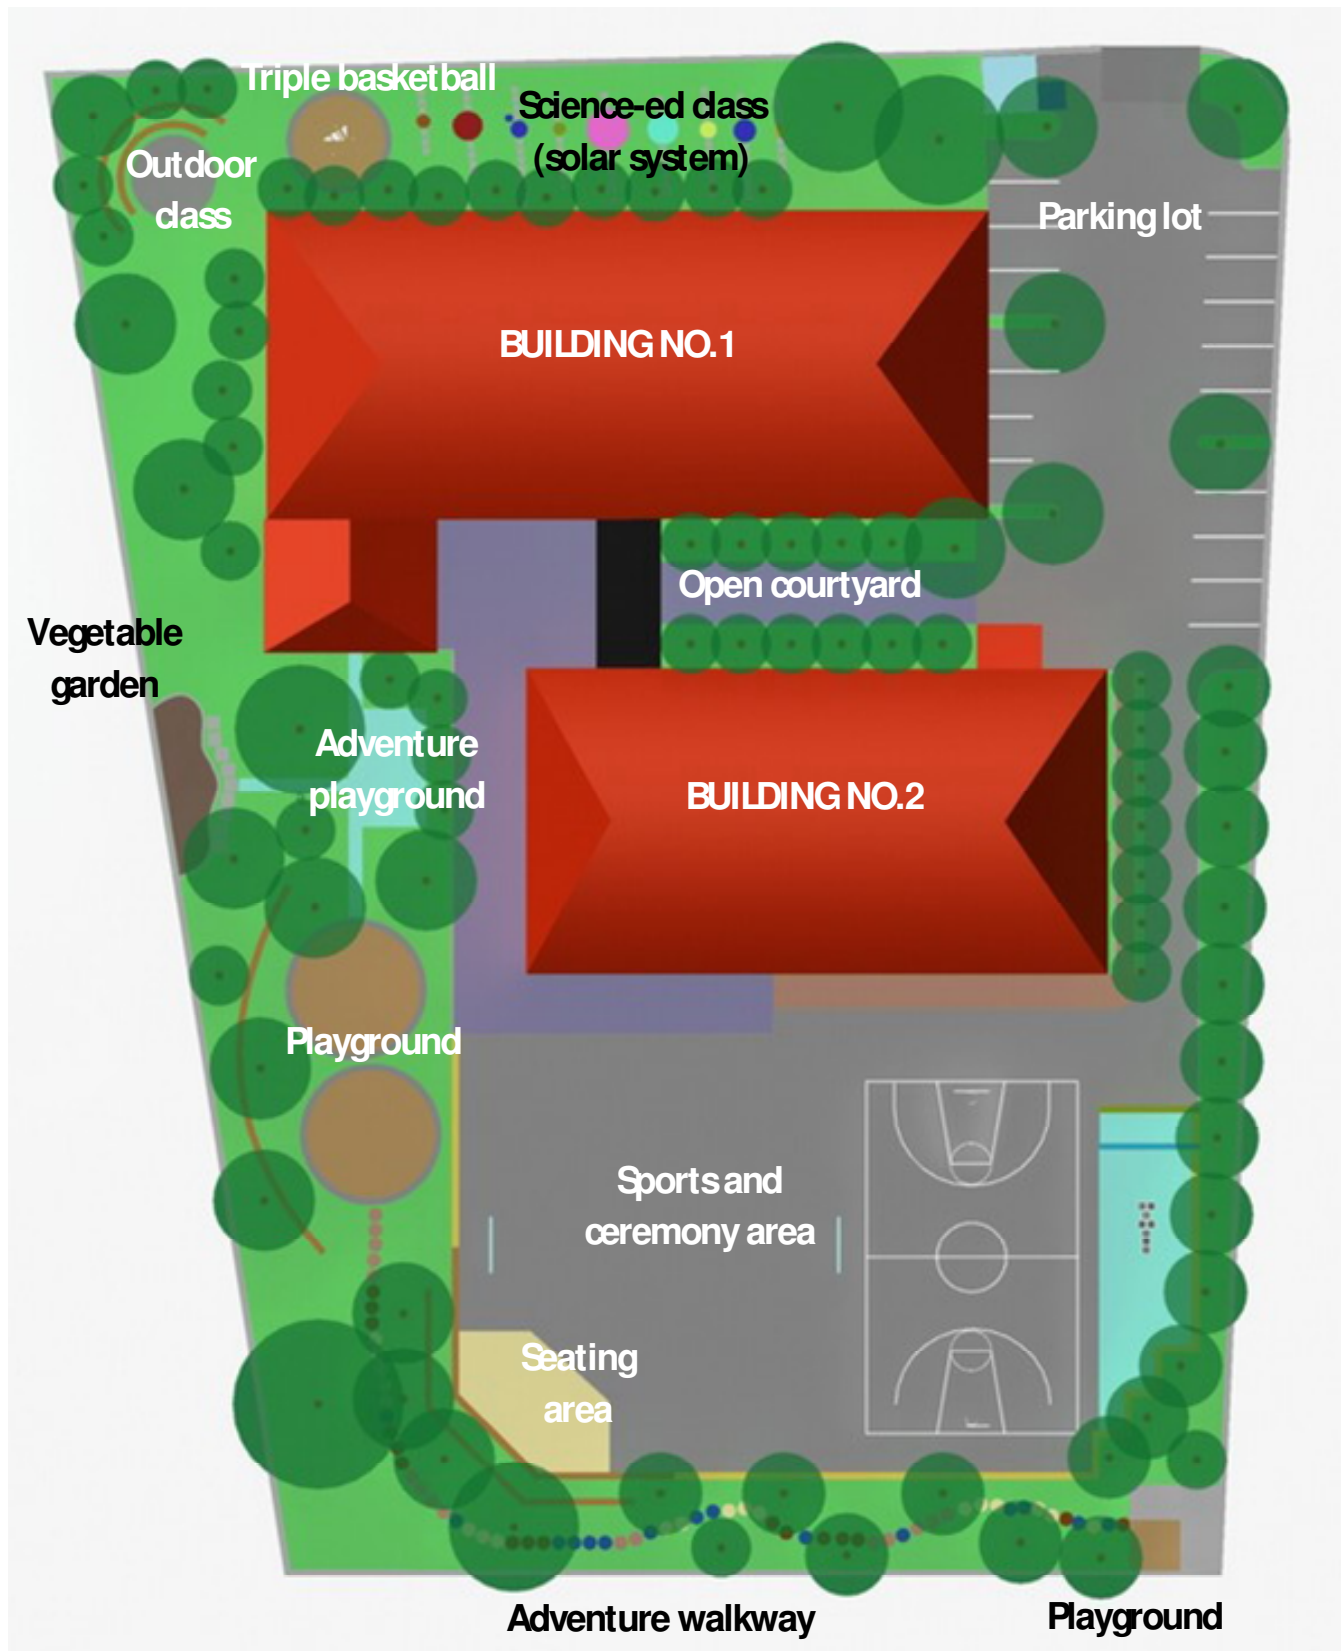 Triple basketball
Science-ed class
(solar system)
Outdoor
class
Parking lot
BUILDING NO.1
Open courtyard
Vegetable
garden
Adventure
playground
BUILDING NO.2
Playground
Sports and
ceremony area
Seating
area
Adventure walkway
Playground